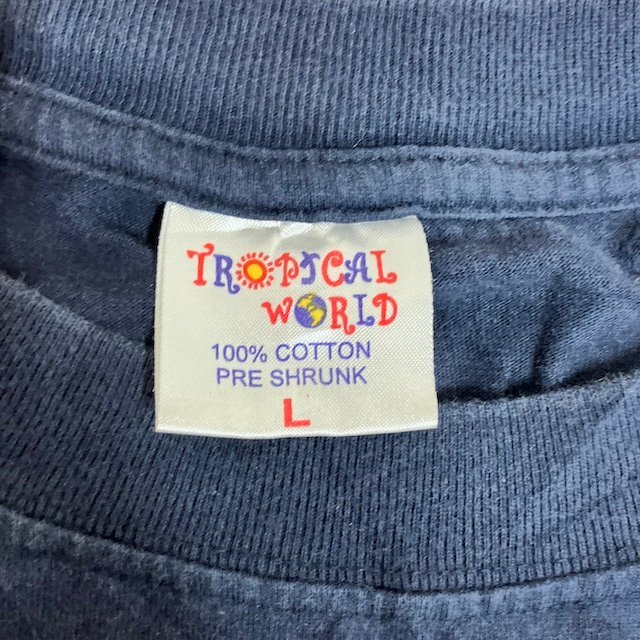 TROPICAL
WORLD
100% COTTON
PRE SHRUNK
L